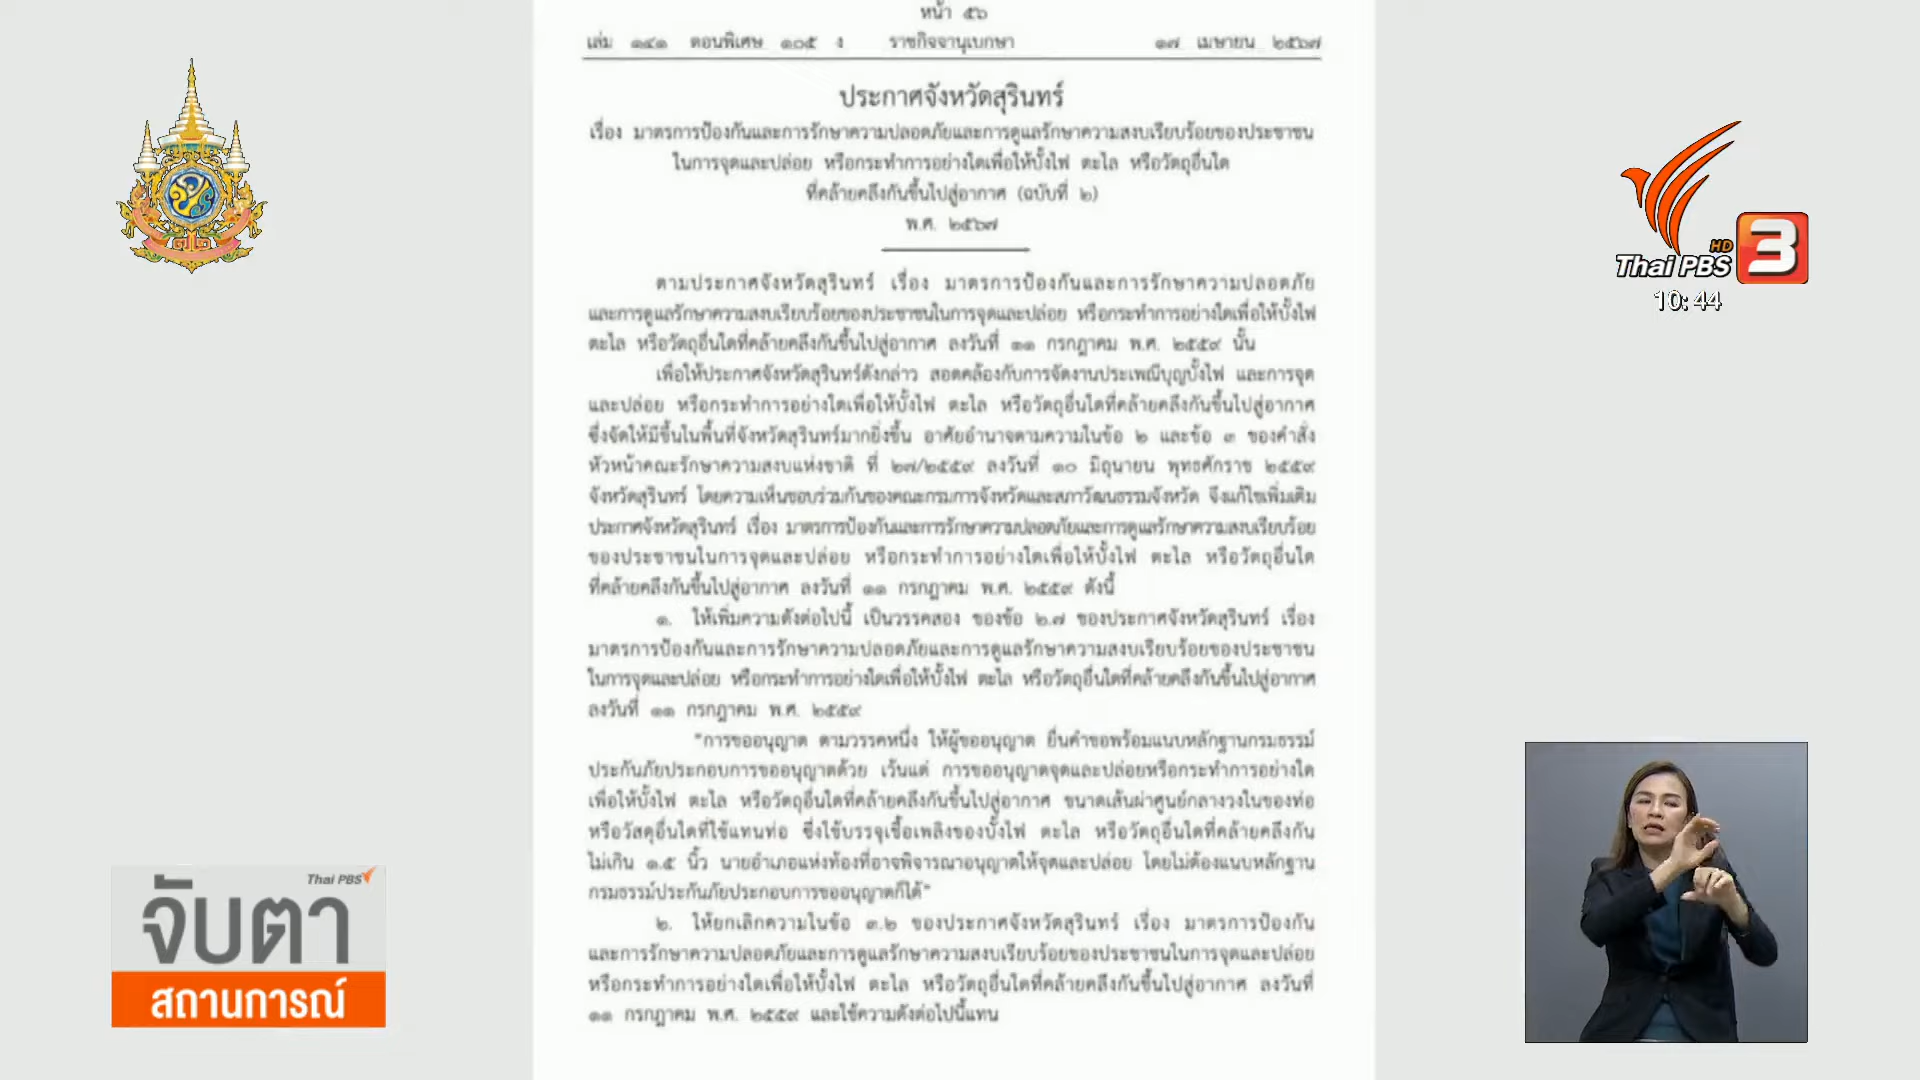 หน้า ๕๖
เล่ม ๑๔๑ ตอนพิเศษ ๑๐๕ ง ราชกิจจานุเบกษา ๑๗ เมษายน ๒๕๖๗
ประกาศจังหวัดสุรินทร์
เรื่อง มาตรการป้องกันและการรักษาความปลอดภัยและการดูแลรักษาความสงบเรียบร้อยของประชาชน
ในการจุดและปล่อย หรือกระทำการอย่างใดเพื่อให้บั้งไฟ ตะไล หรือวัตถุอื่นใด
ที่คล้ายคลึงกันขึ้นไปสู่อากาศ (ฉบับที่ ๒)
พ.ศ. ๒๕๖๗
ตามประกาศจังหวัดสุรินทร์ เรื่อง มาตรการป้องกันและการรักษาความปลอดภัย
และการดูแลรักษาความสงบเรียบร้อยของประชาชนในการจุดและปล่อย หรือกระทำการอย่างใดเพื่อให้บั้งไฟ
ตะไล หรือวัตถุอื่นใดที่คล้ายคลึงกันขึ้นไปสู่อากาศ ลงวันที่ ๑๑ กรกฎาคม พ.ศ. ๒๕๕๙ นั้น
เพื่อให้ประกาศจังหวัดสุรินทร์ดังกล่าว สอดคล้องกับการจัดงานประเพณีบุญบั้งไฟ และการจุด
และปล่อย หรือกระทำการอย่างใดเพื่อให้บั้งไฟ ตะไล หรือวัตถุอื่นใดที่คล้ายคลึงกันขึ้นไปสู่อากาศ
ซึ่งจัดให้มีขึ้นในพื้นที่จังหวัดสุรินทร์มากยิ่งขึ้น อาศัยอำนาจตามความในข้อ ๒ และข้อ ๓ ของคำสั่ง
หัวหน้าคณะรักษาความสงบแห่งชาติ ที่ ๒๗/๒๕๕๙ ลงวันที่ ๑๐ มิถุนายน พุทธศักราช ๒๕๕๙
จังหวัดสุรินทร์ โดยความเห็นชอบร่วมกันของคณะกรมการจังหวัดและสภาวัฒนธรรมจังหวัด จึงแก้ไขเพิ่มเติม
ประกาศจังหวัดสุรินทร์ เรื่อง มาตรการป้องกันและการรักษาความปลอดภัยและการดูแลรักษาความสงบเรียบร้อย
ของประชาชนในการจุดและปล่อย หรือกระทำการอย่างใดเพื่อให้บั้งไฟ ตะไล หรือวัตถุอื่นใด
ที่คล้ายคลึงกันขึ้นไปสู่อากาศ ลงวันที่ ๑๑ กรกฎาคม พ.ศ. ๒๕๕๙ ดังนี้
๑. ให้เพิ่มความดังต่อไปนี้ เป็นวรรคสอง ของข้อ ๒.๗ ของประกาศจังหวัดสุรินทร์ เรื่อง
มาตรการป้องกันและการรักษาความปลอดภัยและการดูแลรักษาความสงบเรียบร้อยของประชาชน
ในการจุดและปล่อย หรือกระทำการอย่างใดเพื่อให้บั้งไฟ ตะไล หรือวัตถุอื่นใดที่คล้ายคลึงกันขึ้นไปสู่อากาศ
ลงวันที่ ๑๑ กรกฎาคม พ.ศ. ๒๕๕๙
"การขออนุญาต ตามวรรคหนึ่ง ให้ผู้ขออนุญาต ยื่นคำขอพร้อมแนบหลักฐานกรมธรรม์
ประกันภัยประกอบการขออนุญาตด้วย เว้นแต่ การขออนุญาตจุดและปล่อยหรือกระทำการอย่างใด
เพื่อให้บั้งไฟ ตะไล หรือวัตถุอื่นใดที่คล้ายคลึงกันขึ้นไปสู่อากาศ ขนาดเส้นผ่าศูนย์กลางวงในของท่อ
หรือวัสดุอื่นใดที่ใช้แทนท่อ ซึ่งใช้บรรจุเชื้อเพลิงของบั้งไฟ ตะไล หรือวัตถุอื่นใดที่คล้ายคลึงกัน
ไม่เกิน ๑.๕ นิ้ว นายอำเภอแห่งท้องที่อาจพิจารณาอนุญาตให้จุดและปล่อย โดยไม่ต้องแนบหลักฐาน
กรมธรรม์ประกันภัยประกอบการขออนุญาตก็ได้"
๒. ให้ยกเลิกความในข้อ ๓.๒ ของประกาศจังหวัดสุรินทร์ เรื่อง มาตรการป้องกัน
และการรักษาความปลอดภัยและการดูแลรักษาความสงบเรียบร้อยของประชาชนในการจุดและปล่อย
หรือกระทำการอย่างใดเพื่อให้บั้งไฟ ตะไล หรือวัตถุอื่นใดที่คล้ายคลึงกันขึ้นไปสู่อากาศ ลงวันที่
๑๑ กรกฎาคม พ.ศ. ๒๕๕๙ และใช้ความดังต่อไปนี้แทน
๗๒
Thai PBS HD 3
10:44
Thai PBS
จับตา
สถานการณ์